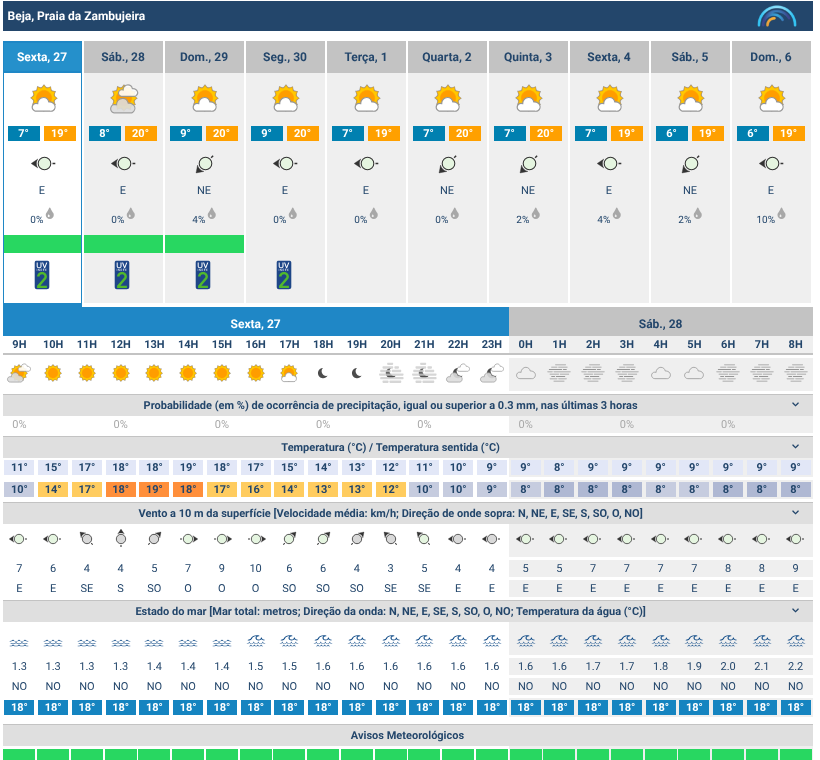 Beja, Praia da Zambujeira
Sexta, 27 Sáb., 28 Dom., 29 Seg., 30 Terça, 1 Quarta, 2 Quinta, 3 Sexta, 4 Sáb., 5 Dom., 6
7° 19° 8° 20° 9° 20° 9° 20° 7° 19° 7° 20° 7° 20° 7° 19° 6° 19° 6° 19°
E E NE E E NE NE E NE E
0% 0% 4% 0% 0% 0% 2% 4% 2% 10%
UV UV UV UV
INDEX INDEX INDEX INDEX
2 2 2 2
Sexta, 27 Sáb., 28
9H 10H 11H 12H 13H 14H 15H 16H 17H 18H 19H 20H 21H 22H 23H 0H 1H 2H 3H 4H 5H 6H 7H 8H
Probabilidade (em %) de ocorrência de precipitação, igual ou superior a 0.3 mm, nas últimas 3 horas
0% 0% 0% 0% 0% 0% 0% 0%
Temperatura (°C) / Temperatura sentida (°C)
11° 15° 17° 18° 18° 18° 18° 17° 15° 14° 13° 12° 11° 10° 9° 9° 8° 9° 9° 9° 9° 9° 9° 9°
10° 14° 17° 18° 19° 18° 17° 16° 14° 13° 13° 12° 10° 10° 9° 8° 8° 8° 8° 8° 8° 8° 8° 8°
Vento a 10 m da superfície [Velocidade média: km/h; Direção de onde sopra: N, NE, E, SE, S, SO, O, NO]
7 6 4 4 5 7 9 10 6 6 4 3 5 4 4 5 5 7 7 7 7 8 8 9
E E SE S SO O O O SO SO SO SE SE E E E E E E E E E E E
Estado do mar [Mar total: metros; Direção da onda: N, NE, E, SE, S, SO, O, NO; Temperatura da água (°C)]
1.3 1.3 1.3 1.3 1.4 1.4 1.4 1.5 1.5 1.6 1.6 1.6 1.6 1.6 1.6 1.6 1.6 1.7 1.7 1.8 1.9 2.0 2.1 2.2
NO NO NO NO NO NO NO NO NO NO NO NO NO NO NO NO NO NO NO NO NO NO NO NO
18° 18° 18° 18° 18° 18° 18° 18° 18° 18° 18° 18° 18° 18° 18° 18° 18° 18° 18° 18° 18° 18° 18° 18°
Avisos Meteorológicos